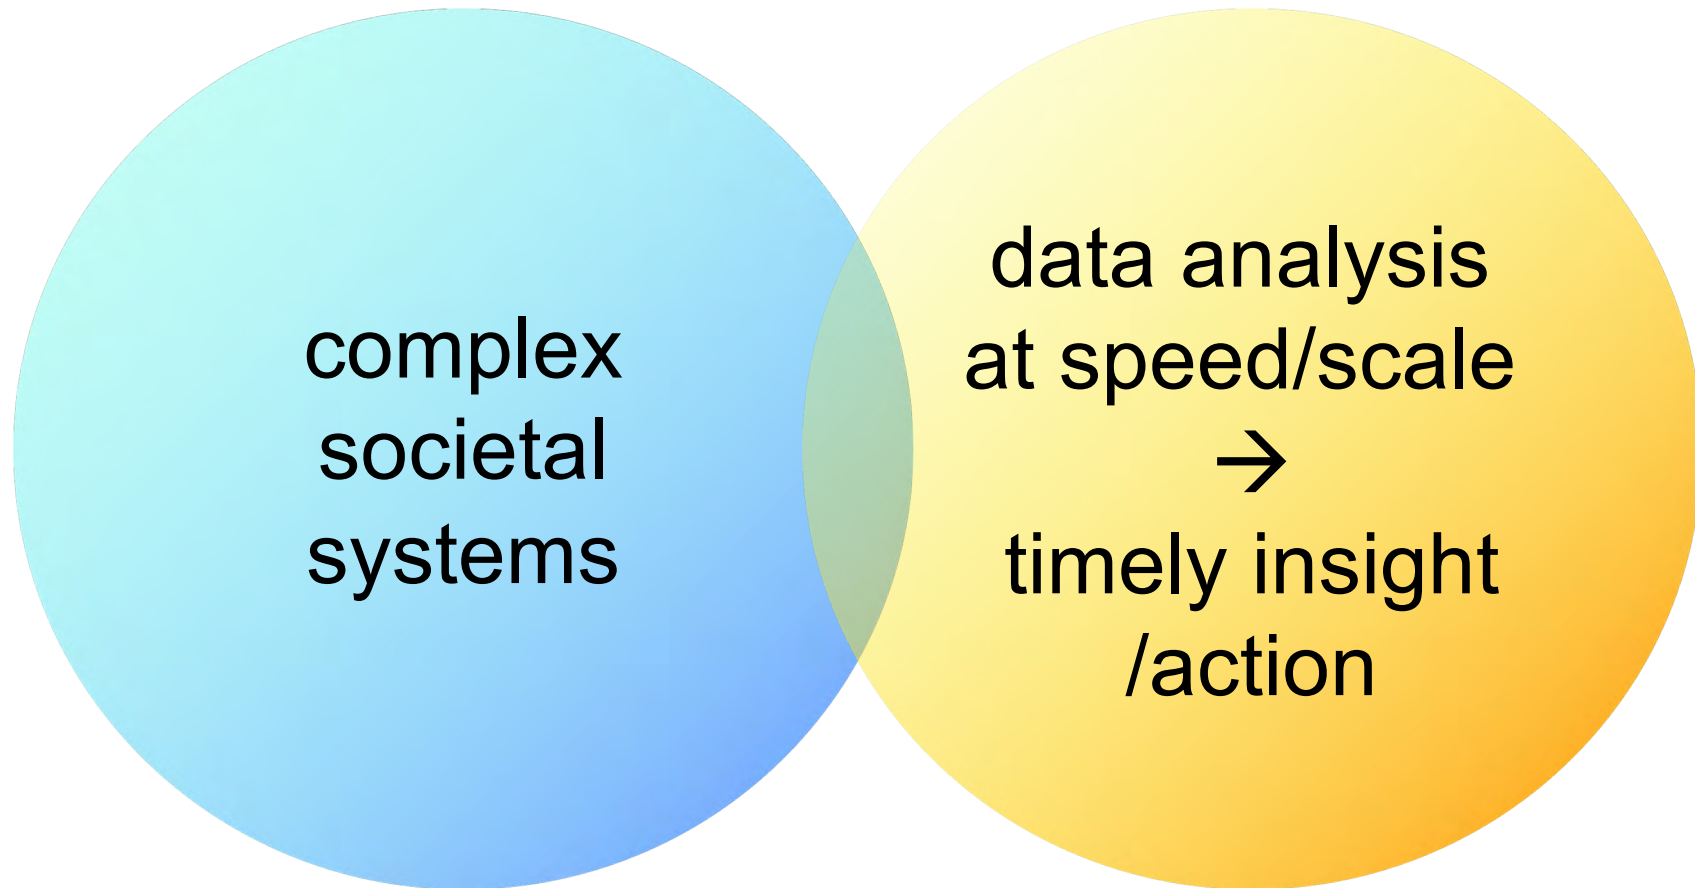 complex
societal
systems
data analysis
at speed/scale
→
timely insight
/action